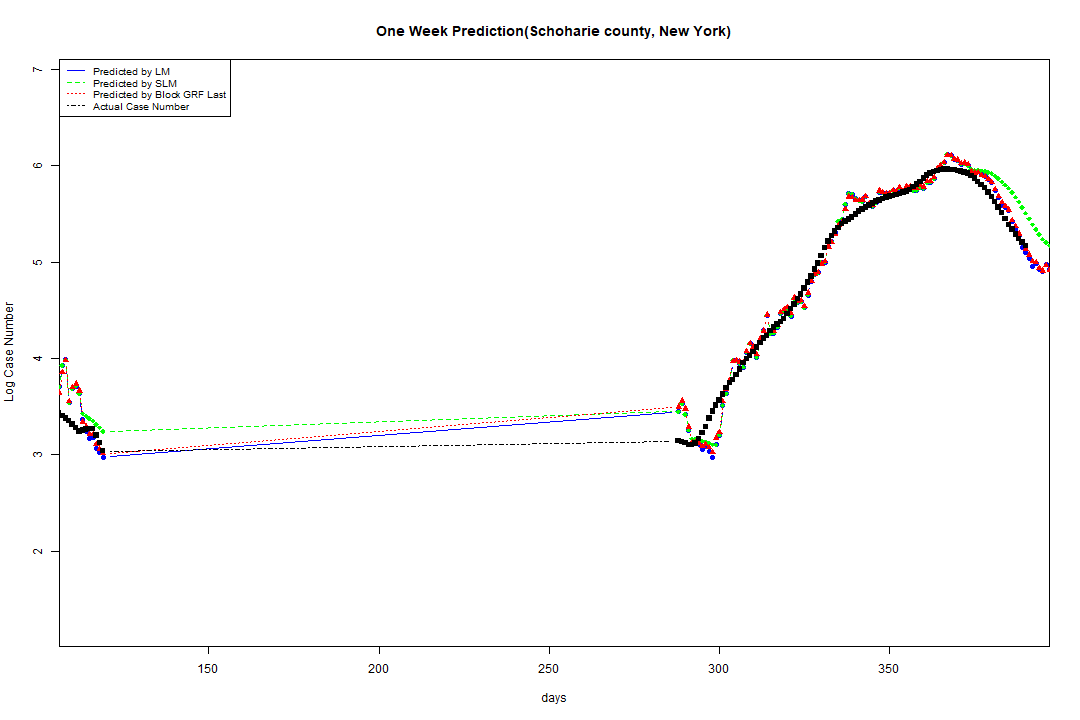 One Week Prediction(Schoharie county, New York)
Predicted by LM
Predicted by SLM
Predicted by Block GRF Last
Actual Case Number
7
6
5
4
3
2
Log Case Number
150 200 250 300 350
days